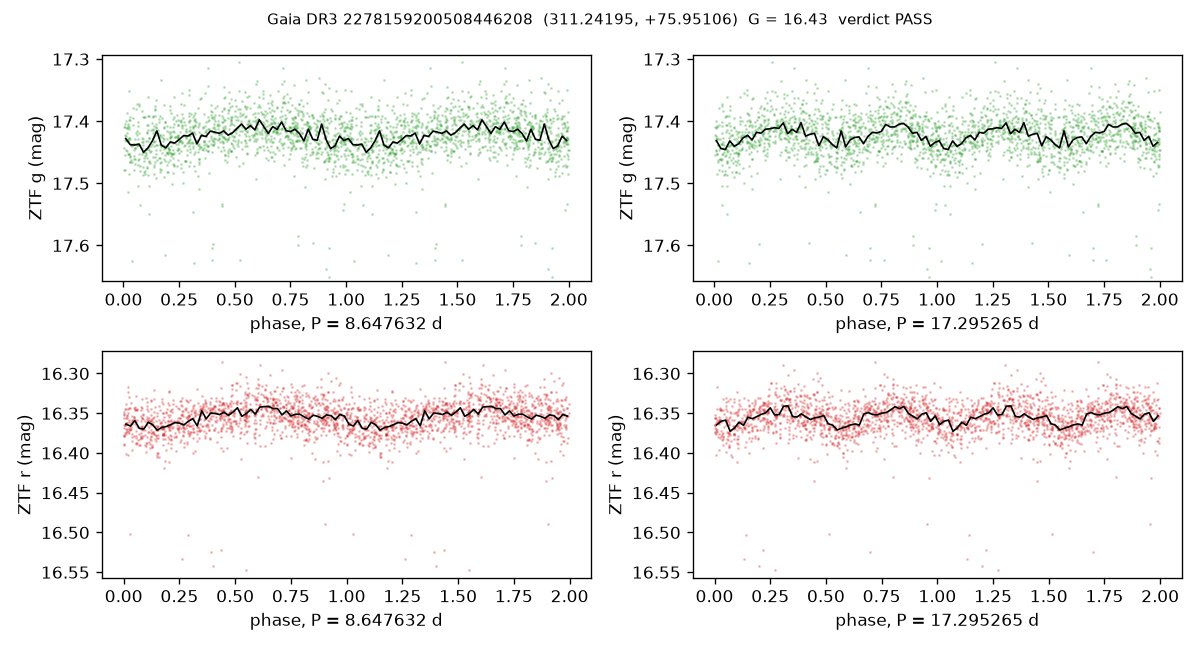 Gaia DR3 2278159200508446208 (311.24195, +75.95106) G = 16.43 verdict PASS
17.3
17.4
17.5
17.6
ZTF g (mag)
0.00 0.25 0.50 0.75 1.00 1.25 1.50 1.75 2.00
phase, P = 8.647632 d
17.3
17.4
17.5
17.6
ZTF g (mag)
0.00 0.25 0.50 0.75 1.00 1.25 1.50 1.75 2.00
phase, P = 17.295265 d
16.30
16.35
16.40
16.45
16.50
16.55
ZTF r (mag)
0.00 0.25 0.50 0.75 1.00 1.25 1.50 1.75 2.00
phase, P = 8.647632 d
16.30
16.35
16.40
16.45
16.50
16.55
ZTF r (mag)
0.00 0.25 0.50 0.75 1.00 1.25 1.50 1.75 2.00
phase, P = 17.295265 d